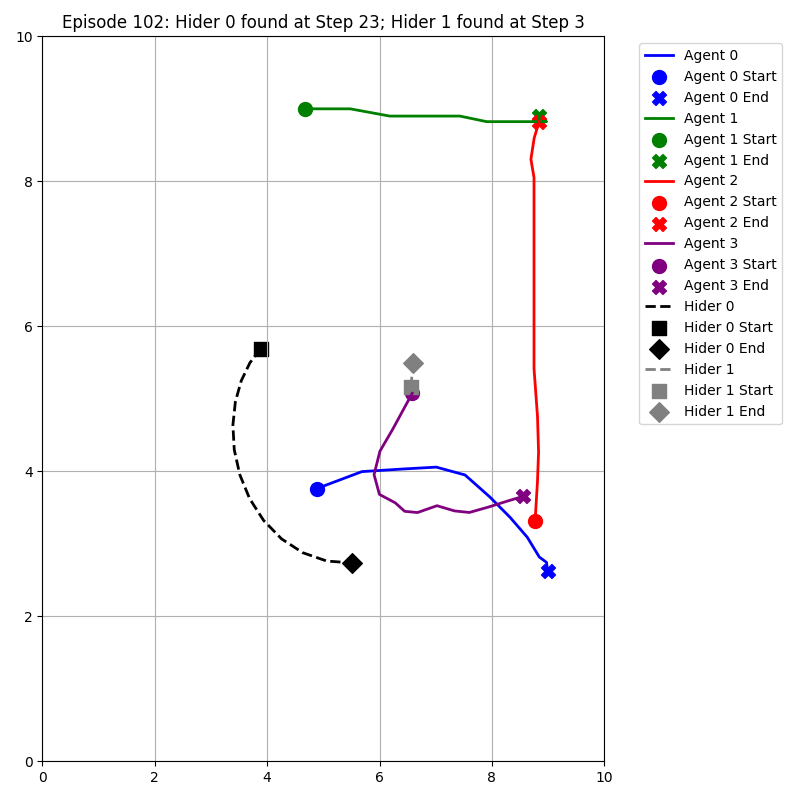 Episode 102: Hider 0 found at Step 23; Hider 1 found at Step 3
10
8
6
4
2
0
0 2 4 6 8 10
Agent 0
Agent 0 Start
Agent 0 End
Agent 1
Agent 1 Start
Agent 1 End
Agent 2
Agent 2 Start
Agent 2 End
Agent 3
Agent 3 Start
Agent 3 End
Hider 0
Hider 0 Start
Hider 0 End
Hider 1
Hider 1 Start
Hider 1 End